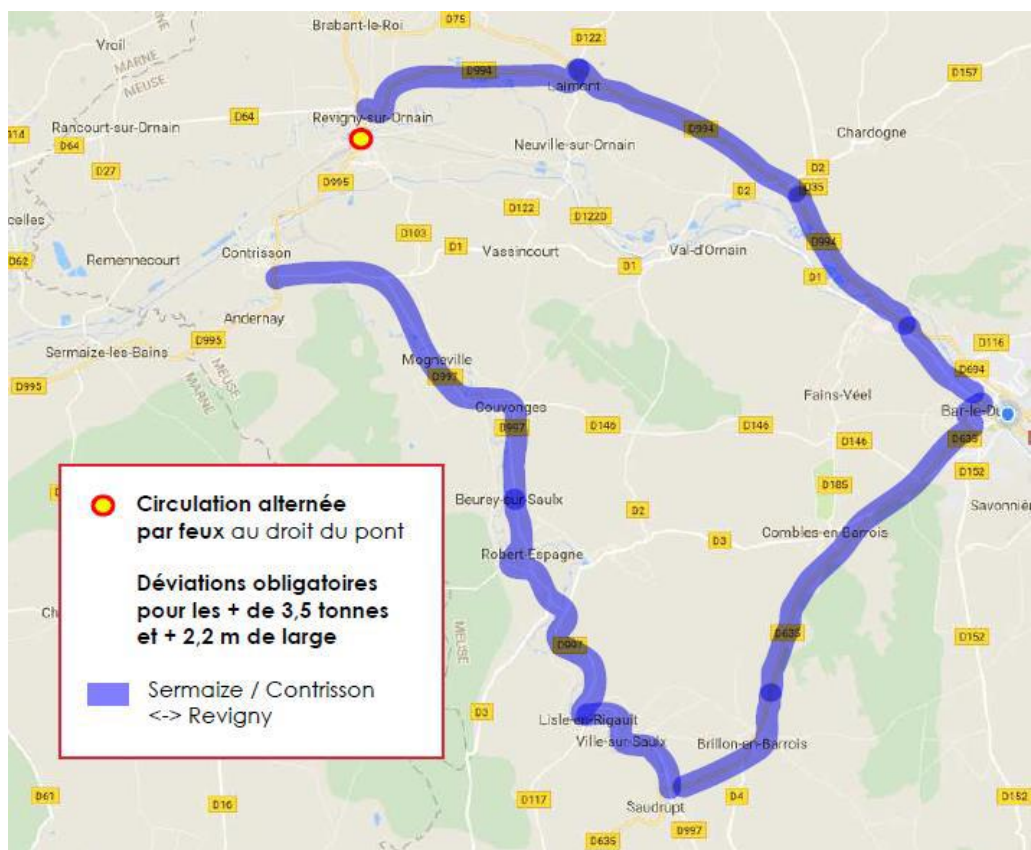 Brabant-le-Roi
D75
D122
Vroil
MARNE
MEUSE
D994
Laimont
D157
D64
Revigny-sur-Ornain
Rancourt-sur-Ornain
D64
D994
Chardogne
Neuville-sur-Ornain
D27
D995
D2
D2
D35
D122
D122D
D103
D994
Contrisson
D1
Vassincourt
Val-d'Ornain
D62
Remennecourt
D1
D1
Andernay
D995
D116
Sermaize-les-Bains
MEUSE
MARNE
Mogneville
D997
D694
D995
Fains-Véel
Couvonges
Bar-le-Du
D997
D146
D146
D146
D635
D152
D185
Savonniè
Beurey-sur-Saulx
D2
Combles-en-Barrois
D3
Robert-Espagne
Circulation alternée
par feux au droit du pont
Déviations obligatoires
pour les + de 3,5 tonnes
et + 2,2 m de large
Sermaize / Contrisson
<-> Revigny
MEUSE
D997
D635
D152
D3
Lisle-en-Rigault
Ville-sur-Saulx
Brillon-en-Barrois
D61
D16
D117
Saudrupt
D4
D152
D997
D635